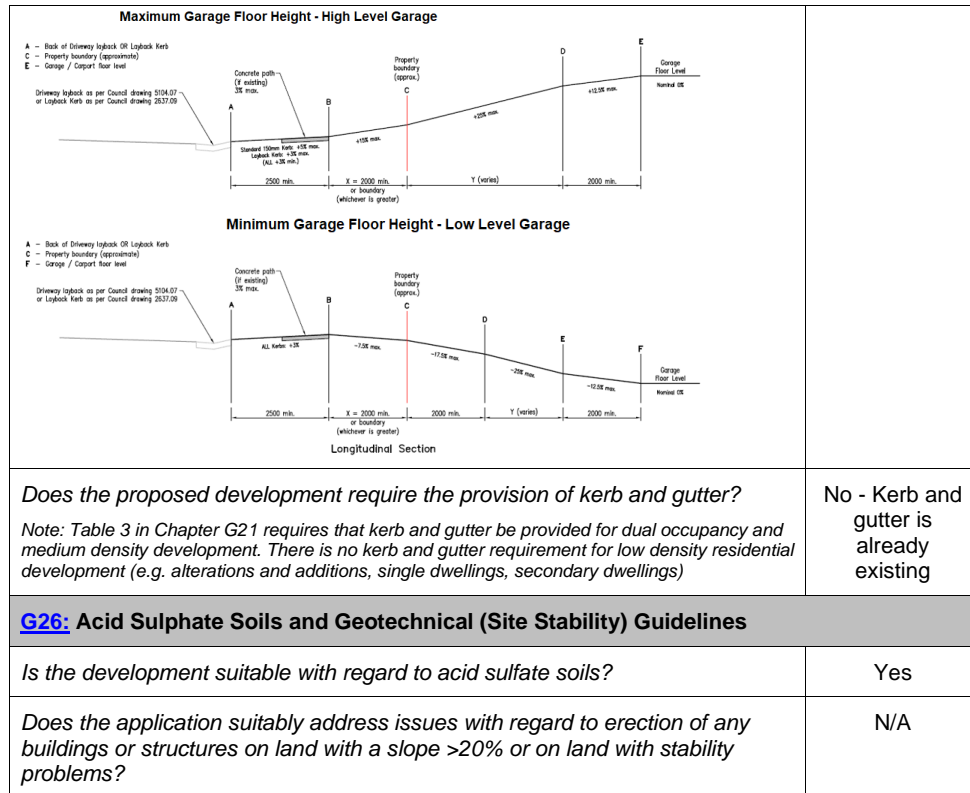 Maximum Garage Floor Height - High Level Garage
A – Back of Driveway layback OR Layback Kerb
C – Property boundary (approximate)
E – Garage / Carport floor level
Driveway layback as per Council drawing 5104.07
or Layback Kerb as per Council drawing 2637.09
Concrete path
(if existing)
3% max.
Property
boundary
(approx.)
A
B
C
D
E
Garage
Floor Level
Nominal 0%
Standard 150mm Kerb: +5% max.
Layback Kerb: +3% max.
(ALL +3% min.)
+15% max.
+25% max.
+12.5% max.
2500 min.
X = 2000 min.
or boundary
(whichever is greater)
Y (varies)
2000 min.
Minimum Garage Floor Height - Low Level Garage
A – Back of Driveway layback OR Layback Kerb
C – Property boundary (approximate)
F – Garage / Carport floor level
Driveway layback as per Council drawing 5104.07
or Layback Kerb as per Council drawing 2637.09
Concrete path
(if existing)
3% max.
Property
boundary
(approx.)
A
B
C
D
E
F
Garage
Floor Level
Nominal 0%
ALL Kerbs: +3%
-7.5% max.
-17.5% max.
-25% max.
-12.5% max.
2500 min.
X = 2000 min.
or boundary
(whichever is greater)
2000 min.
Y (varies)
2000 min.
Longitudinal Section
Does the proposed development require the provision of kerb and gutter?
Note: Table 3 in Chapter G21 requires that kerb and gutter be provided for dual occupancy and
medium density development. There is no kerb and gutter requirement for low density residential
development (e.g. alterations and additions, single dwellings, secondary dwellings)
No - Kerb and
gutter is
already
existing
G26: Acid Sulphate Soils and Geotechnical (Site Stability) Guidelines
Is the development suitable with regard to acid sulfate soils?
Yes
Does the application suitably address issues with regard to erection of any
buildings or structures on land with a slope >20% or on land with stability
problems?
N/A